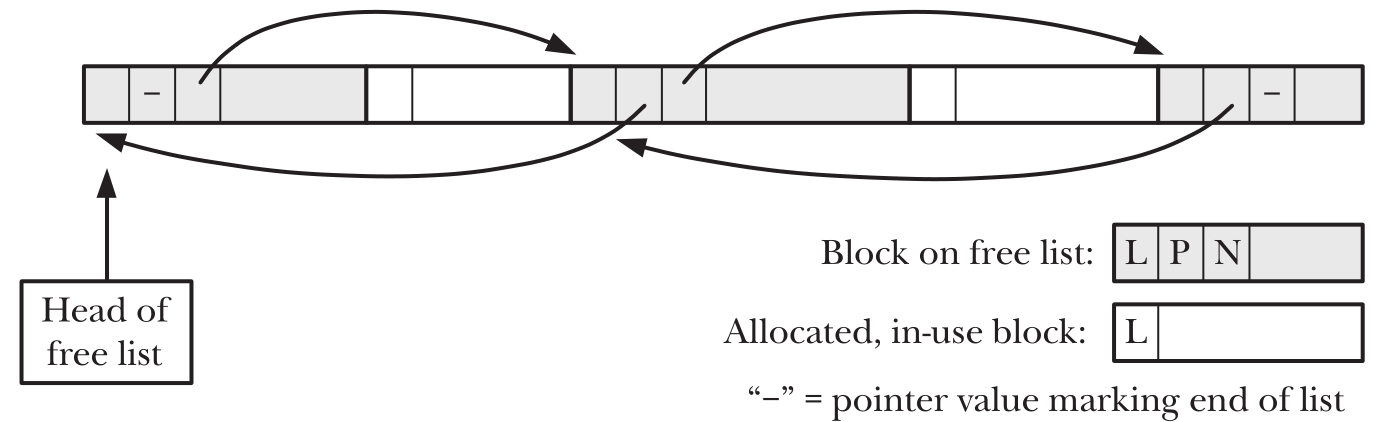 –
–
Block on free list: L P N
Head of
free list
Allocated, in-use block: L
“–” = pointer value marking end of list